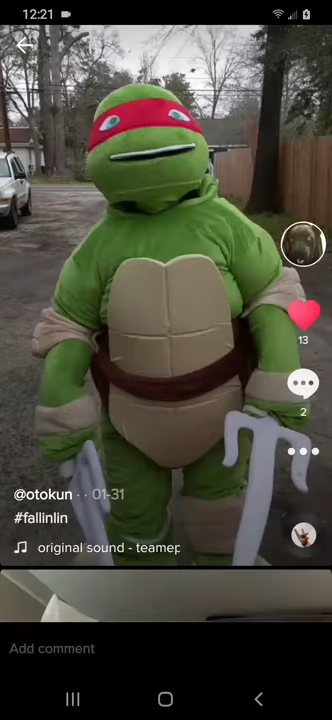 12:21
13
2
@otokun · · 01-31
#fallinlin
original sound - teamep
Add comment